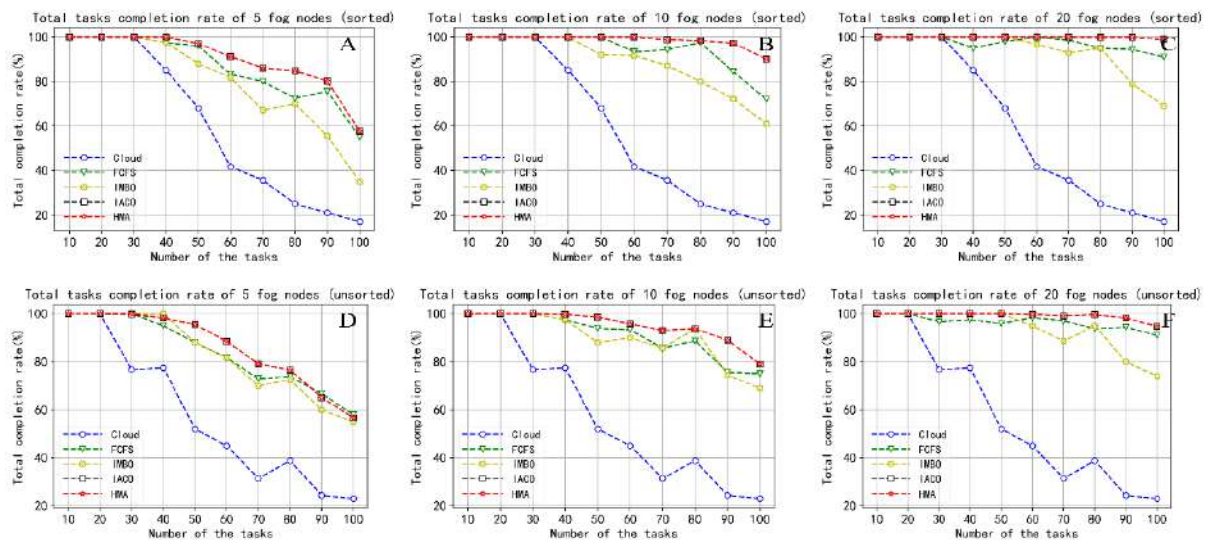 Total tasks completion rate of 5 fog nodes (sorted)
A
Total completion rate(%)
100
80
60
40
20
Cloud
FCFS
IMBO
IACO
HMA
10 20 30 40 50 60 70 80 90 100
Number of the tasks
Total tasks completion rate of 10 fog nodes (sorted)
B
Total completion rate(%)
100
80
60
40
20
Cloud
FCFS
IMBO
IACO
HMA
10 20 30 40 50 60 70 80 90 100
Number of the tasks
Total tasks completion rate of 20 fog nodes (sorted)
C
Total completion rate(%)
100
80
60
40
20
Cloud
FCFS
IMBO
IACO
HMA
10 20 30 40 50 60 70 80 90 100
Number of the tasks
Total tasks completion rate of 5 fog nodes (unsorted)
D
Total completion rate(%)
100
80
60
40
20
Cloud
FCFS
IMBO
IACO
HMA
10 20 30 40 50 60 70 80 90 100
Number of the tasks
Total tasks completion rate of 10 fog nodes (unsorted)
E
Total completion rate(%)
100
80
60
40
20
Cloud
FCFS
IMBO
IACO
HMA
10 20 30 40 50 60 70 80 90 100
Number of the tasks
Total tasks completion rate of 20 fog nodes (unsorted)
F
Total completion rate(%)
100
80
60
40
20
Cloud
FCFS
IMBO
IACO
HMA
10 20 30 40 50 60 70 80 90 100
Number of the tasks